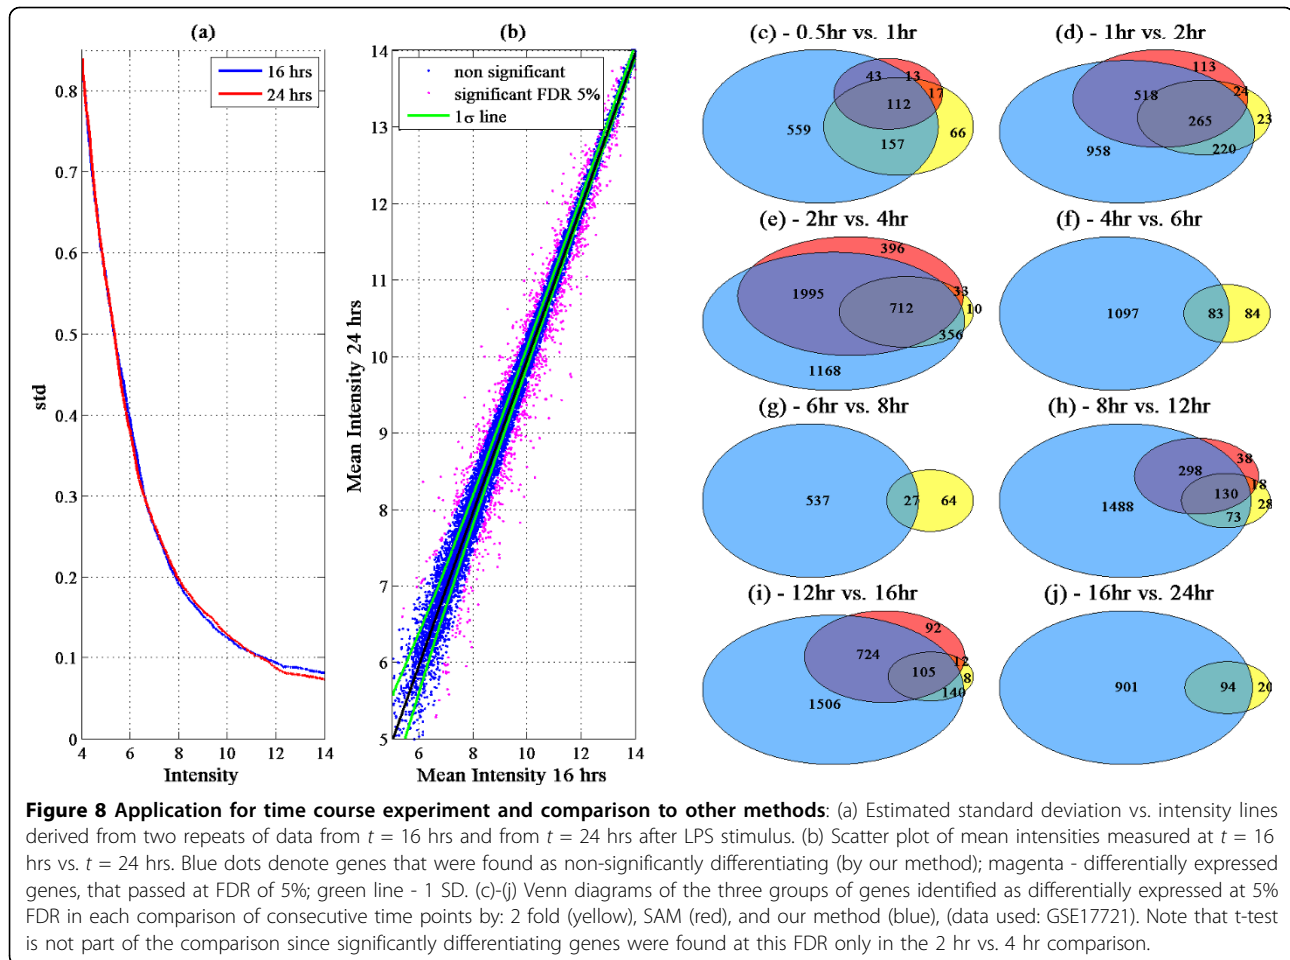 (a)
16 hrs
24 hrs
0.8
0.7
0.6
0.5
0.4
0.3
0.2
0.1
0
std
4
6
8
10
12
14
Intensity
(b)
non significant
significant FDR 5%
1σ line
14
13
12
11
10
9
8
7
6
5
Mean Intensity 24 hrs
6
8
10
12
14
Mean Intensity 16 hrs
(c) - 0.5hr vs. 1hr
43
13
17
112
559
157
66
(d) - 1hr vs. 2hr
113
518
24
265
23
958
220
(e) - 2hr vs. 4hr
396
1995
33
712
10
356
1168
(f) - 4hr vs. 6hr
1097
83
84
(g) - 6hr vs. 8hr
537
27
64
(h) - 8hr vs. 12hr
38
298
18
130
28
1488
73
(i) - 12hr vs. 16hr
92
724
12
105
8
140
1506
(j) - 16hr vs. 24hr
901
94
20
Figure 8 Application for time course experiment and comparison to other methods: (a) Estimated standard deviation vs. intensity lines
derived from two repeats of data from t = 16 hrs and from t = 24 hrs after LPS stimulus. (b) Scatter plot of mean intensities measured at t = 16
hrs vs. t = 24 hrs. Blue dots denote genes that were found as non-significantly differentiating (by our method); magenta - differentially expressed
genes, that passed at FDR of 5%; green line - 1 SD. (c)-(j) Venn diagrams of the three groups of genes identified as differentially expressed at 5%
FDR in each comparison of consecutive time points by: 2 fold (yellow), SAM (red), and our method (blue), (data used: GSE17721). Note that t-test
is not part of the comparison since significantly differentiating genes were found at this FDR only in the 2 hr vs. 4 hr comparison.